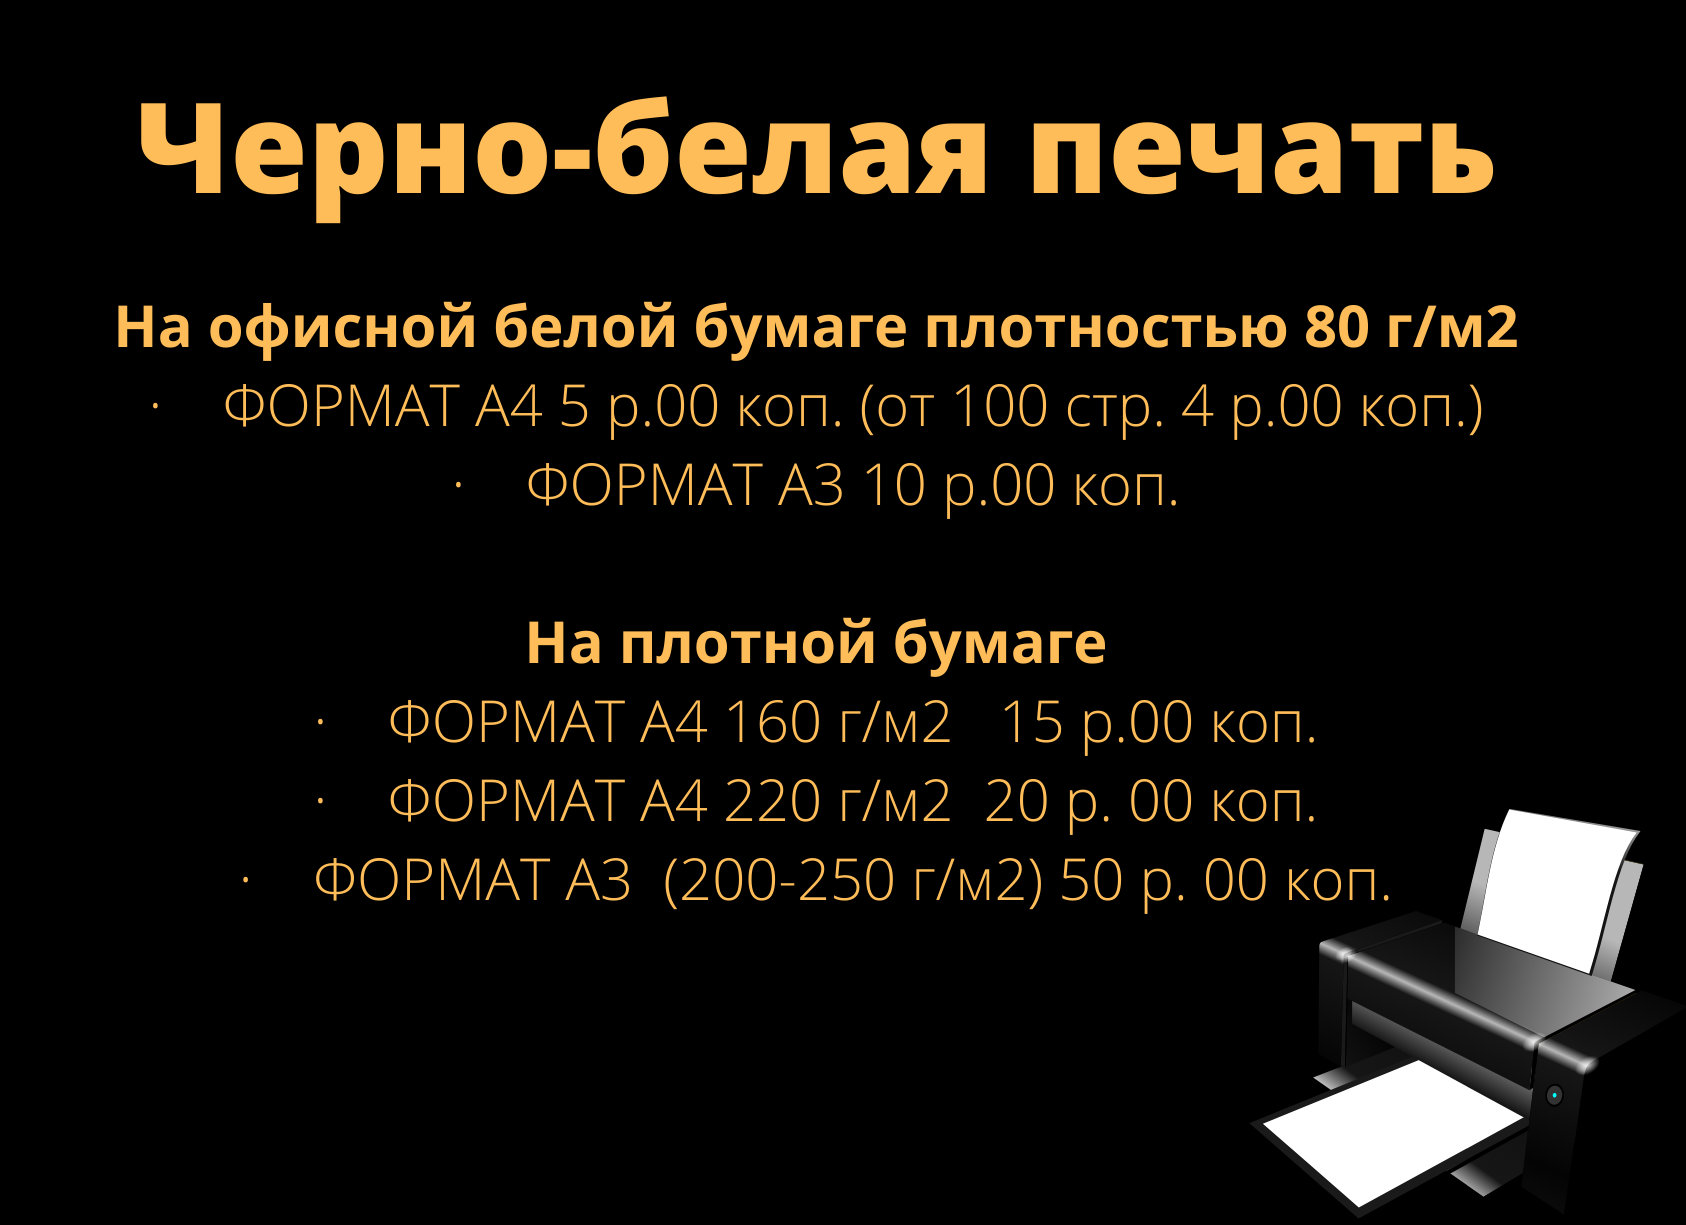 Черно-белая печать
На офисной белой бумаге плотностью 80 г/м2
· ФОРМАТ А4 5 р.00 коп. (от 100 стр. 4 р.00 коп.)
· ФОРМАТ А3 10 р.00 коп.
На плотной бумаге
· ФОРМАТ А4 160 г/м2   15 р.00 коп.
· ФОРМАТ А4 220 г/м2  20 р. 00 коп.
· ФОРМАТ А3  (200-250 г/м2) 50 р. 00 коп.